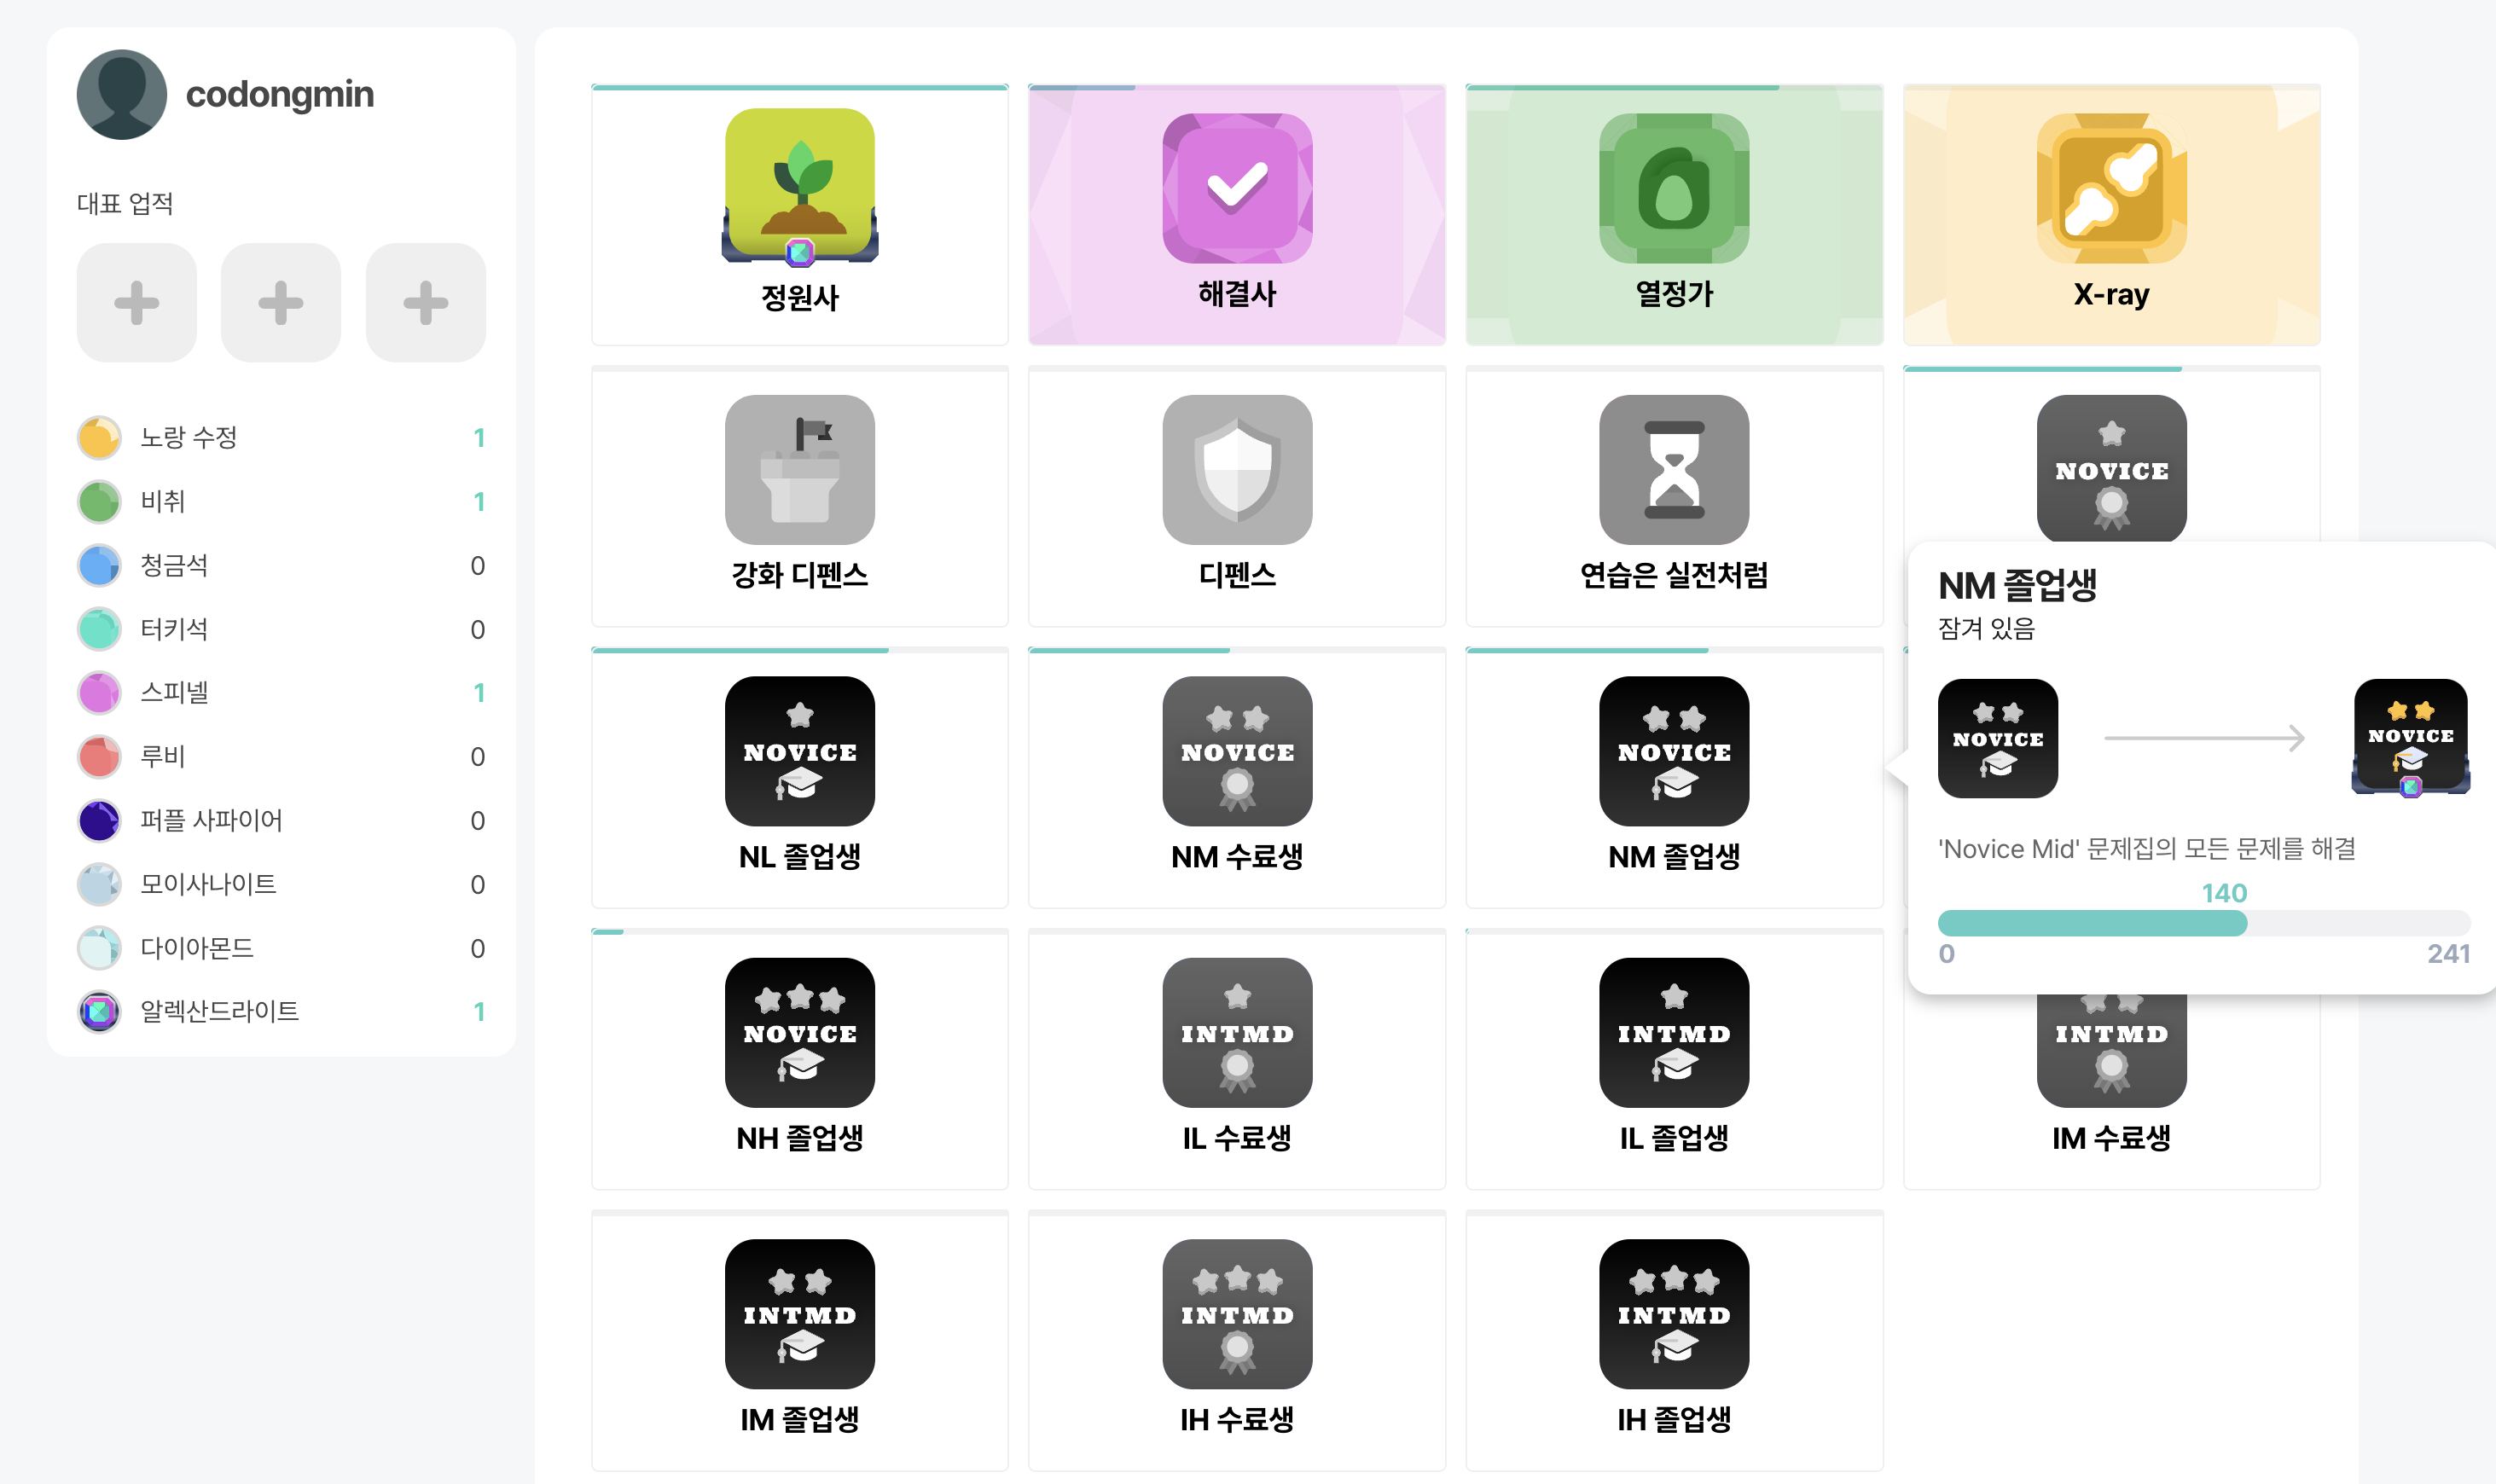 codongmin
대표 업적
노랑 수정 1
비취 1
청금석 0
터키석 0
스피넬 1
루비 0
퍼플 사파이어 0
모이사나이트 0
다이아몬드 0
알렉산드라이트 1
정원사
해결사
열정가
X-ray
강화 디펜스
디펜스
연습은 실전처럼
NOVICE
NOVICE
NL 졸업생
NOVICE
NM 수료생
NOVICE
NM 졸업생
NM 졸업생
잠겨 있음
NOVICE
NOVICE
'Novice Mid' 문제집의 모든 문제를 해결
140
0 241
NOVICE
NH 졸업생
INTMD
IL 수료생
INTMD
IL 졸업생
INTMD
IM 수료생
INTMD
IM 졸업생
INTMD
IH 수료생
INTMD
IH 졸업생